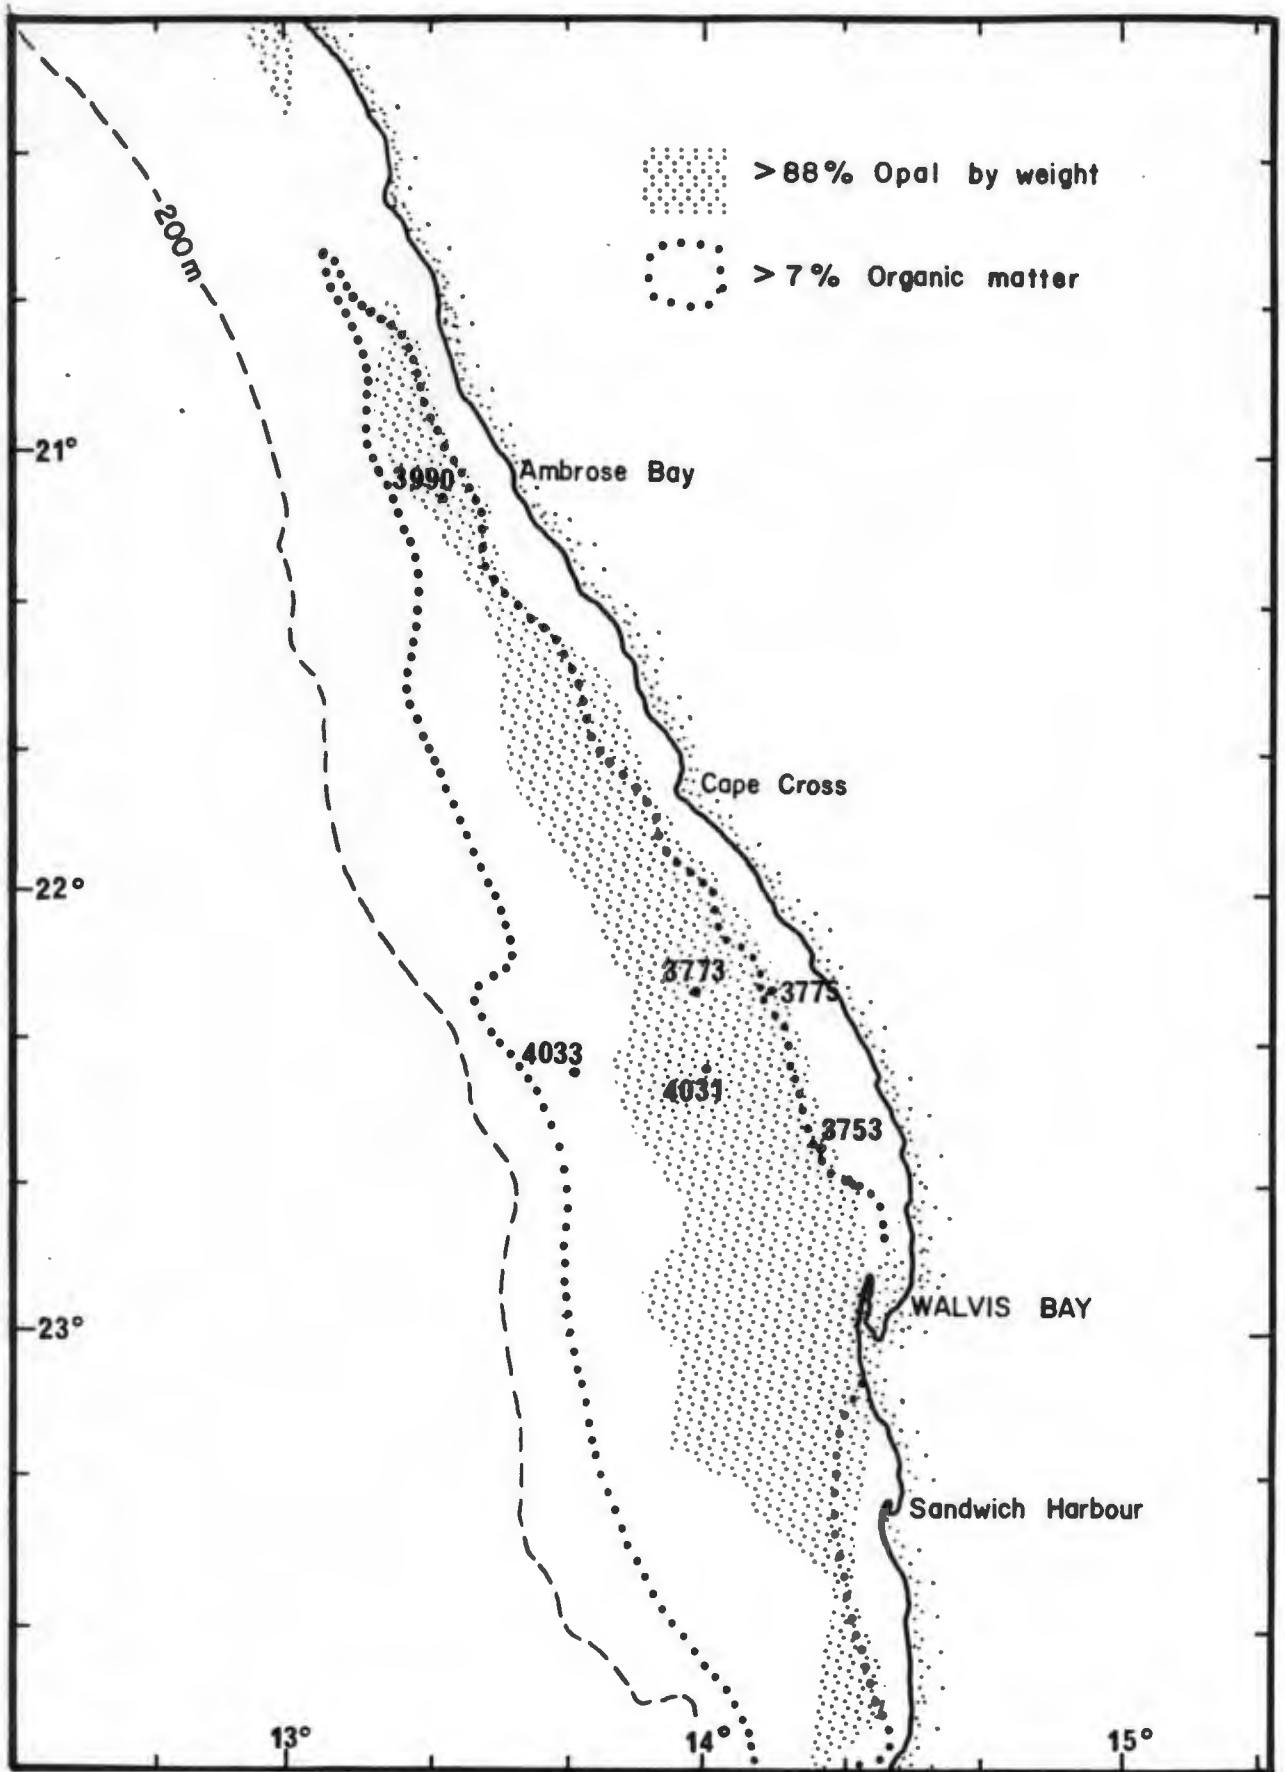 >88% Opal by weight
200m
>7% Organic matter
21°
Ambrose Bay
3990
Cape Cross
22°
3773
3775
4033
4031
3753
WALVIS BAY
23°
Sandwich Harbour
13°
14°
15°